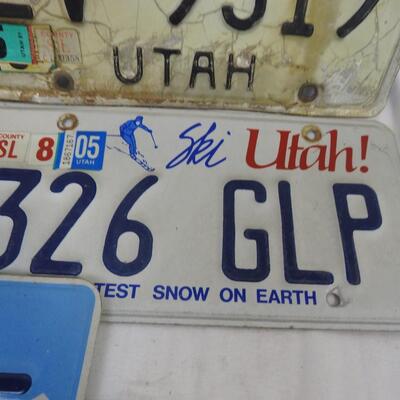 UTAH
COUNTY
SL 8 05
UTAH
Ski Utah!
326 GLP
TEST SNOW ON EARTH